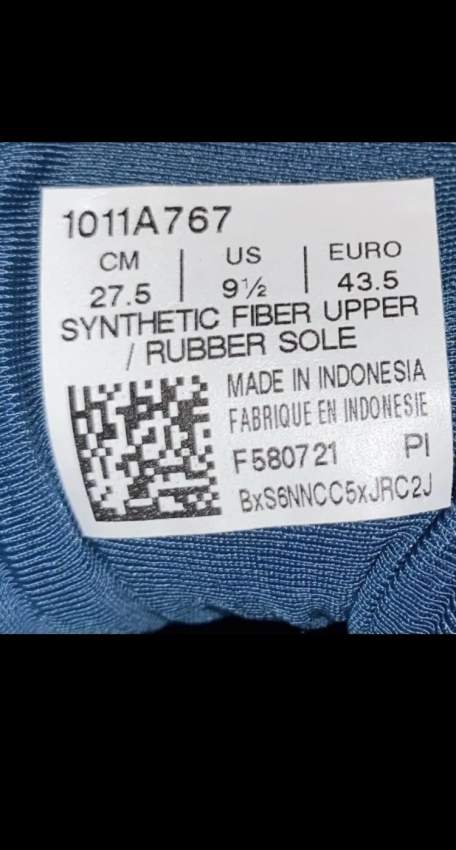 1011A767
CM | US | EURO
27.5 | 9½ | 43.5
SYNTHETIC FIBER UPPER
/ RUBBER SOLE
MADE IN INDONESIA
FABRIQUE EN INDONESIE
F580721 PI
BxS6NNCC5xJRC2J